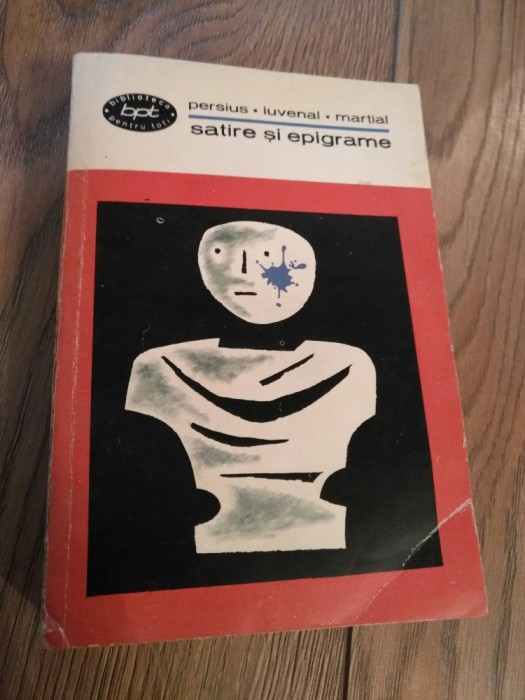 biblioteca
bpt
pentru toți
persius • iuvenal • marțial
satire și epigrame